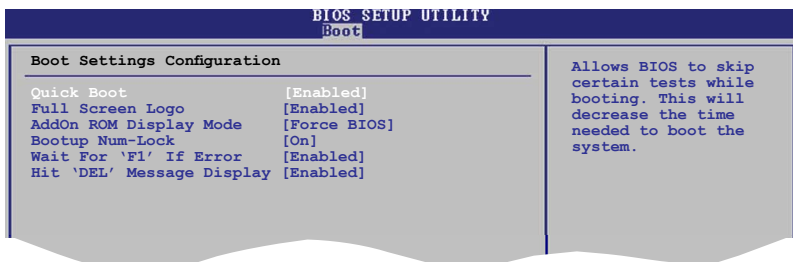 BIOS SETUP UTILITY
Boot
Boot Settings Configuration
Quick Boot [Enabled]
Full Screen Logo [Enabled]
AddOn ROM Display Mode [Force BIOS]
Bootup Num-Lock [On]
Wait For ‘F1’ If Error [Enabled]
Hit ‘DEL’ Message Display [Enabled]
Allows BIOS to skip
certain tests while
booting. This will
decrease the time
needed to boot the
system.